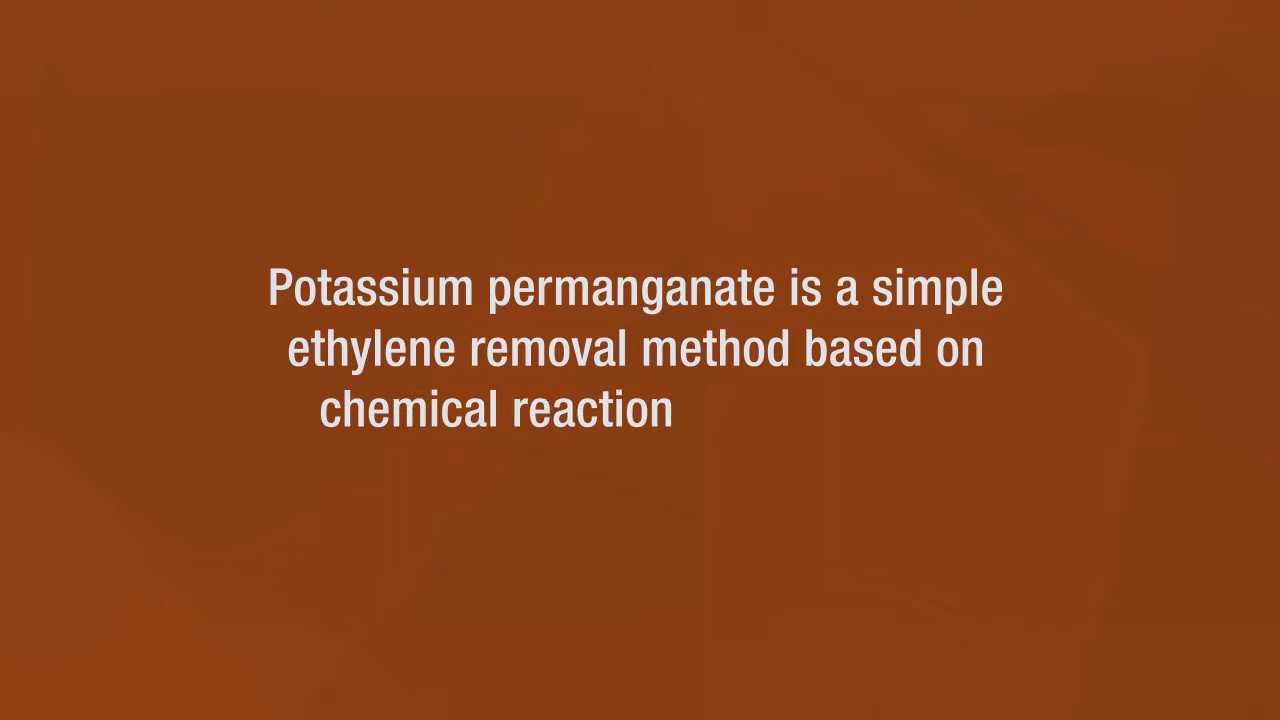 Potassium permanganate is a simple
ethylene removal method based on
chemical reaction